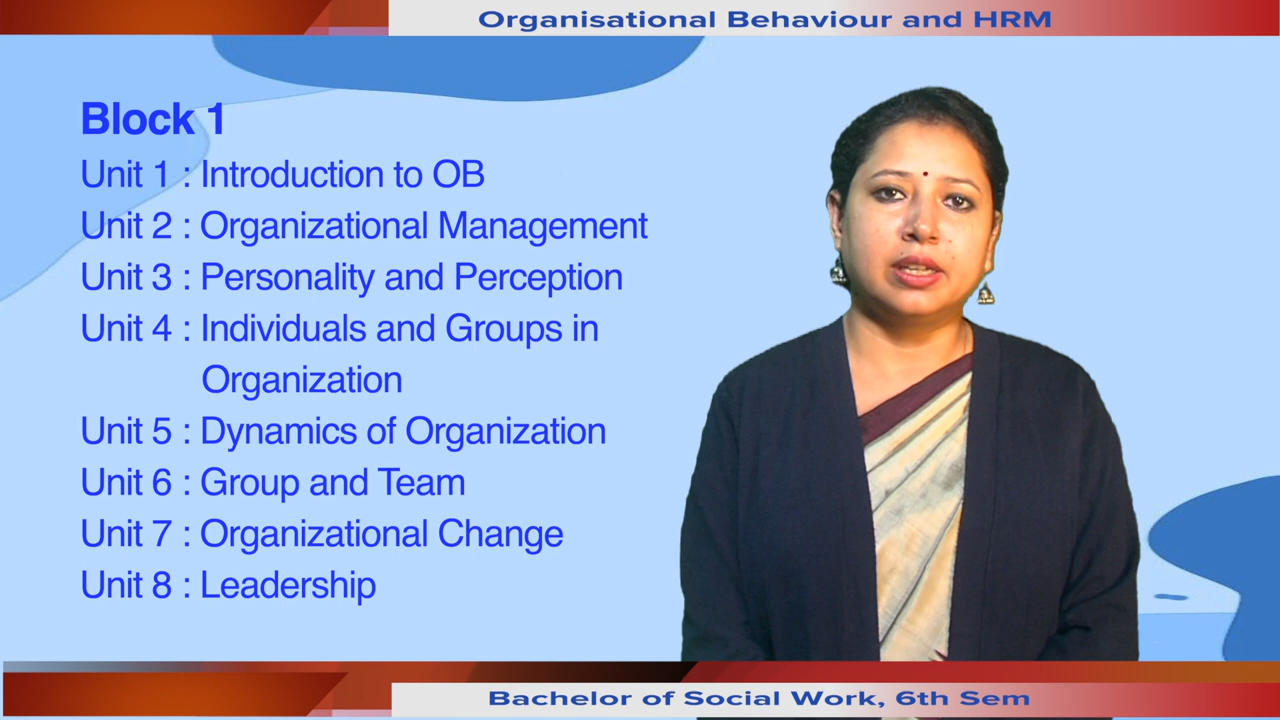 Organisational Behaviour and HRM
Block 1
Unit 1 : Introduction to OB
Unit 2 : Organizational Management
Unit 3 : Personality and Perception
Unit 4 : Individuals and Groups in
Organization
Unit 5 : Dynamics of Organization
Unit 6 : Group and Team
Unit 7 : Organizational Change
Unit 8 : Leadership
Bachelor of Social Work, 6th Sem